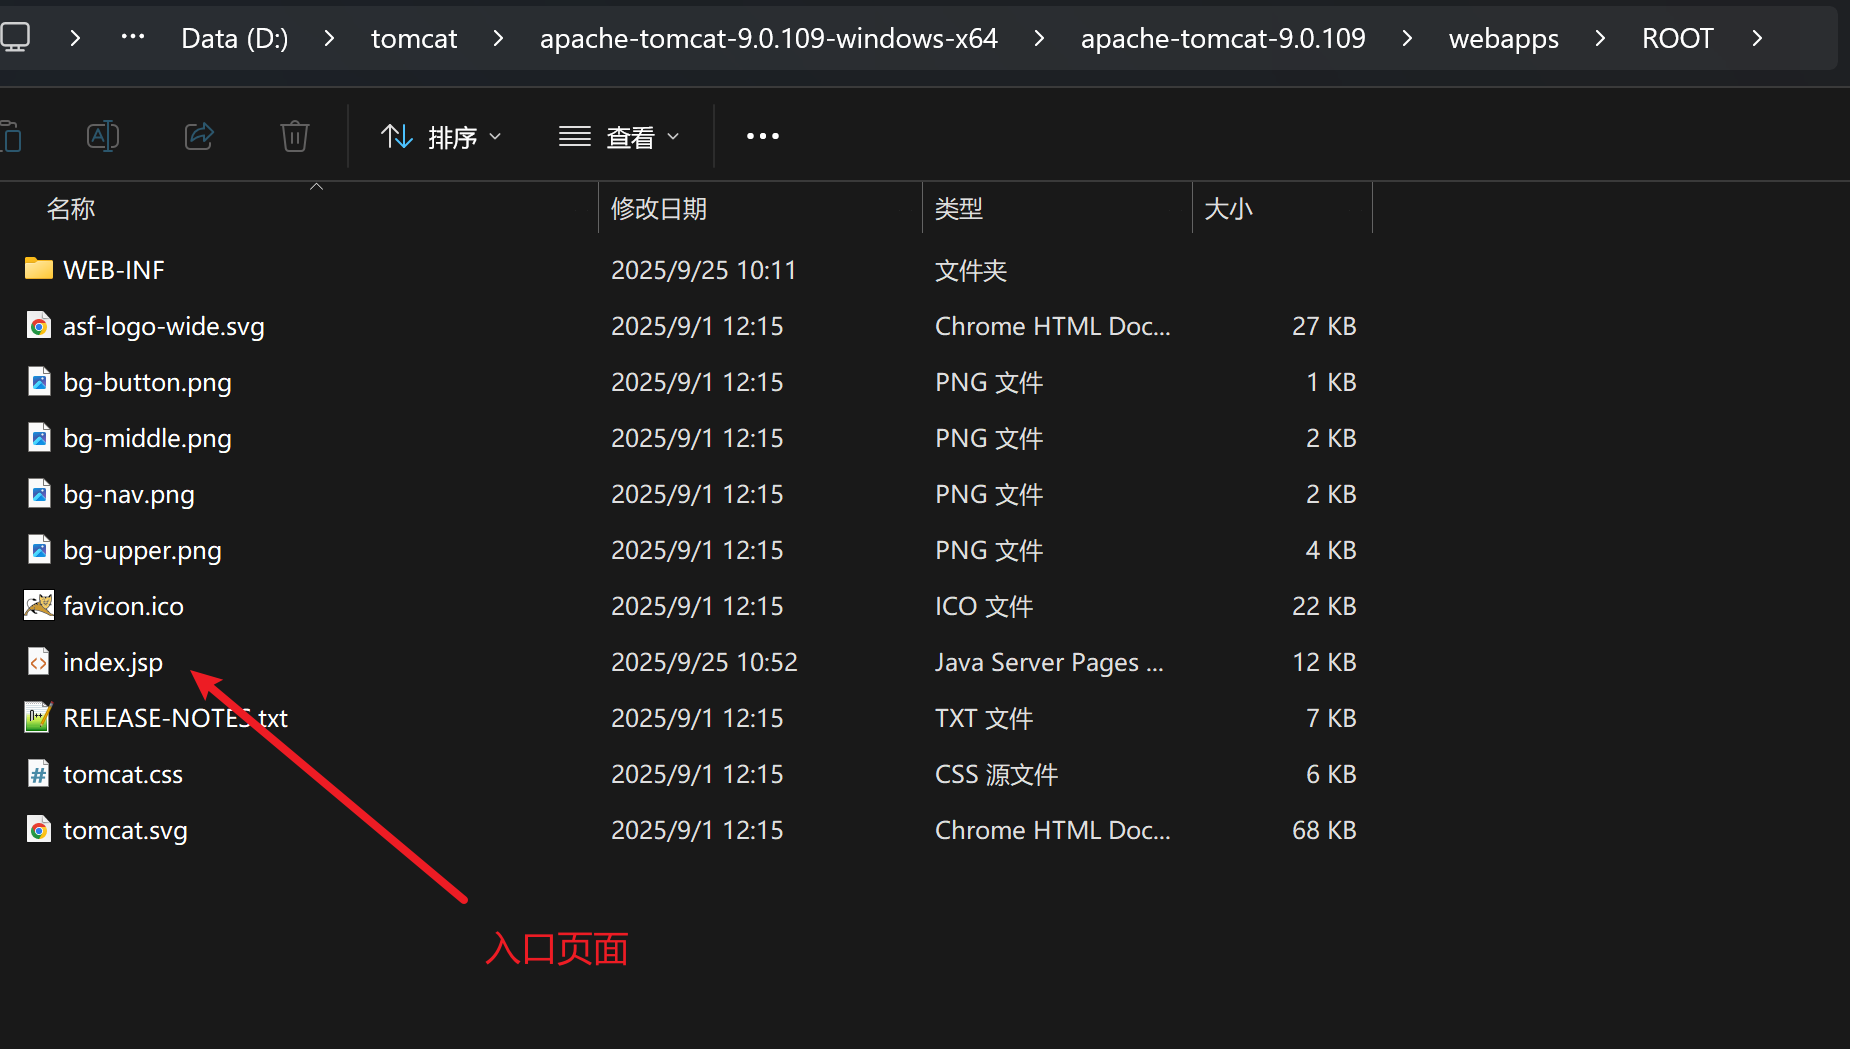 Data (D:) tomcat apache-tomcat-9.0.109-windows-x64 apache-tomcat-9.0.109 webapps ROOT
排序 查看
名称 修改日期 类型 大小
WEB-INF 2025/9/25 10:11 文件夹
asf-logo-wide.svg 2025/9/1 12:15 Chrome HTML Doc... 27 KB
bg-button.png 2025/9/1 12:15 PNG 文件 1 KB
bg-middle.png 2025/9/1 12:15 PNG 文件 2 KB
bg-nav.png 2025/9/1 12:15 PNG 文件 2 KB
bg-upper.png 2025/9/1 12:15 PNG 文件 4 KB
favicon.ico 2025/9/1 12:15 ICO 文件 22 KB
index.jsp 2025/9/25 10:52 Java Server Pages ... 12 KB
RELEASE-NOTES.txt 2025/9/1 12:15 TXT 文件 7 KB
tomcat.css 2025/9/1 12:15 CSS 源文件 6 KB
tomcat.svg 2025/9/1 12:15 Chrome HTML Doc... 68 KB
入口页面